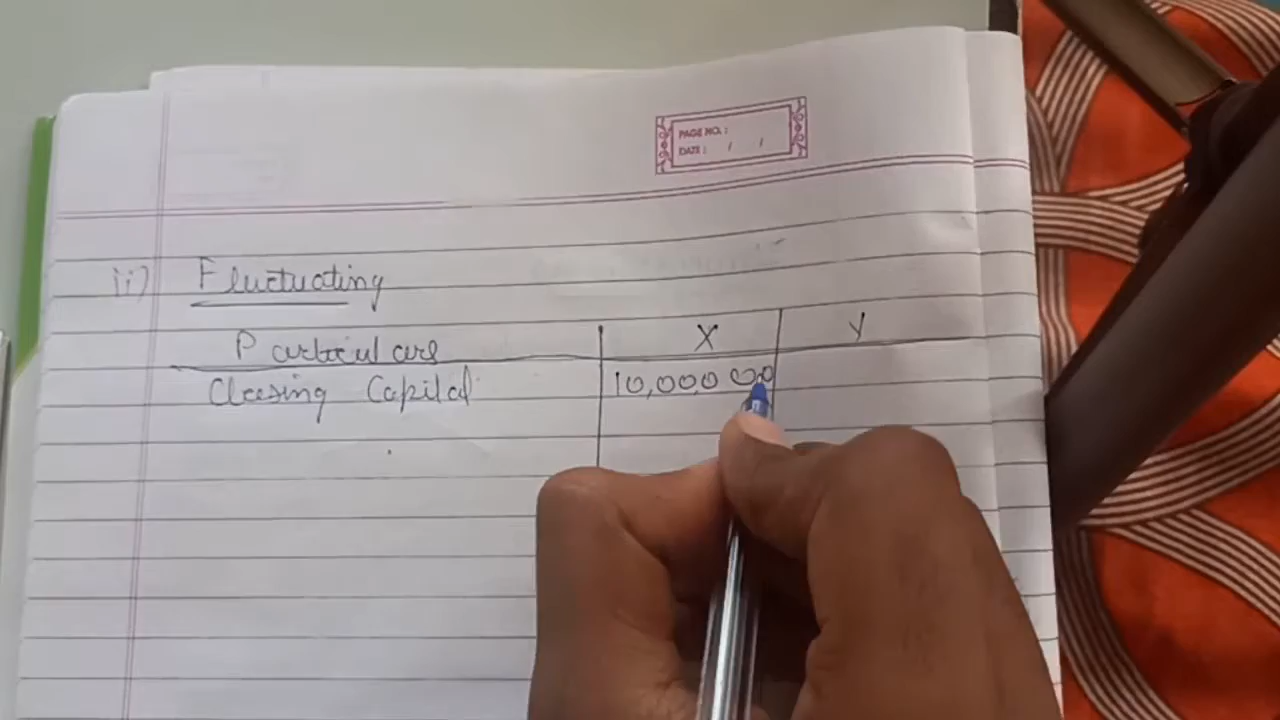 PAGE NO. :
DATE : / /
ii) Fluctuating
Particulars X Y
Closing Capital 10,00,000